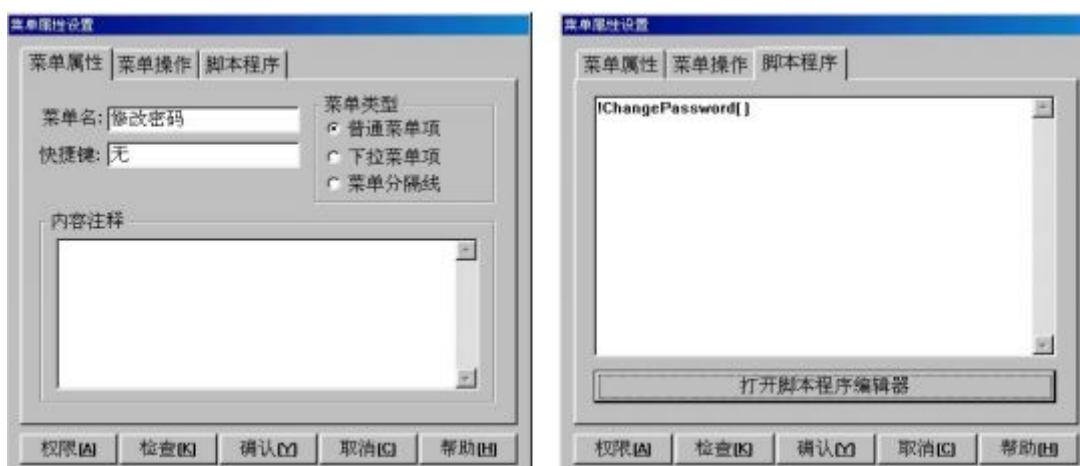 菜单属性设置
菜单属性 菜单操作 脚本程序
菜单名: 修改密码
快捷键: 无
菜单类型
普通菜单项
下拉菜单项
菜单分隔线
内容注释
权限[A] 检查[K] 确认[Y] 取消[C] 帮助[H]
菜单属性设置
菜单属性 菜单操作 脚本程序
!ChangePassword( )
打开脚本程序编辑器
权限[A] 检查[K] 确认[Y] 取消[C] 帮助[H]